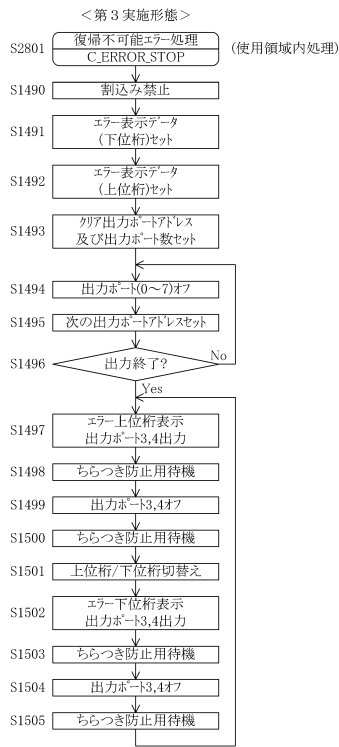 ＜第３実施形態＞
S2801
復帰不可能エラー処理
C_ERROR_STOP
(使用領域内処理)
S1490
割込み禁止
S1491
ｴﾗｰ表示ﾃﾞｰﾀ
(下位桁)ｾｯﾄ
S1492
ｴﾗｰ表示ﾃﾞｰﾀ
(上位桁)ｾｯﾄ
S1493
ｸﾘｱ出力ﾎﾟｰﾄｱﾄﾞﾚｽ
及び出力ﾎﾟｰﾄ数ｾｯﾄ
S1494
出力ﾎﾟｰﾄ(0～7)ｵﾌ
S1495
次の出力ﾎﾟｰﾄｱﾄﾞﾚｽｾｯﾄ
S1496
出力終了?
No
Yes
S1497
ｴﾗｰ上位桁表示
出力ﾎﾟｰﾄ3,4出力
S1498
ちらつき防止用待機
S1499
出力ﾎﾟｰﾄ3,4ｵﾌ
S1500
ちらつき防止用待機
S1501
上位桁/下位桁切替え
S1502
ｴﾗｰ下位桁表示
出力ﾎﾟｰﾄ3,4出力
S1503
ちらつき防止用待機
S1504
出力ﾎﾟｰﾄ3,4ｵﾌ
S1505
ちらつき防止用待機